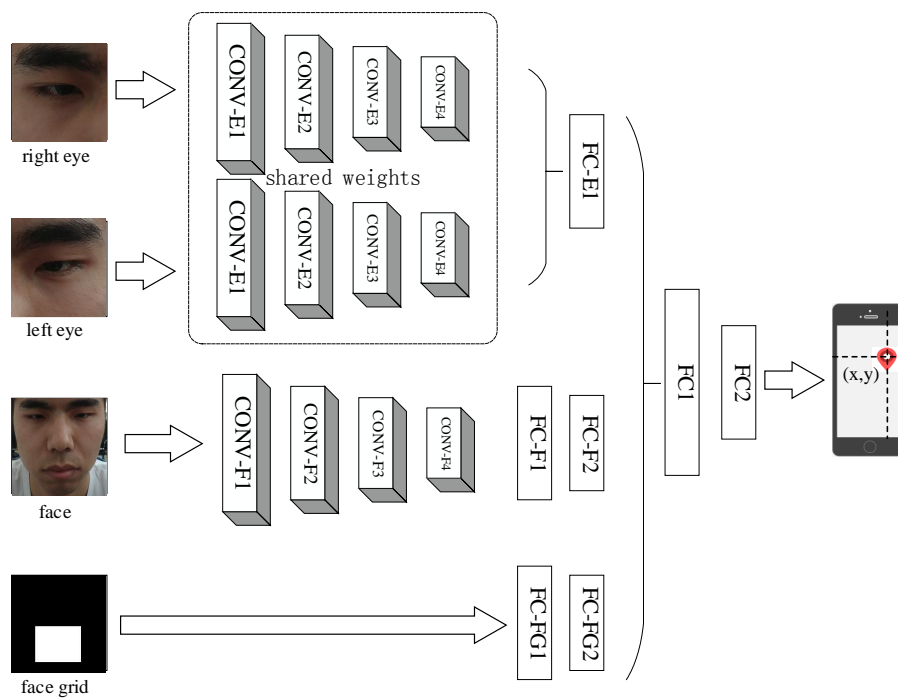 CONV-E1
CONV-E2
CONV-E3
CONV-E4
right eye
shared weights
FC-E1
CONV-E1
CONV-E2
CONV-E3
CONV-E4
left eye
FC1
FC2
(x,y)
CONV-F1
CONV-F2
CONV-F3
CONV-F4
FC-F1
FC-F2
face
FC-FG1
FC-FG2
face grid